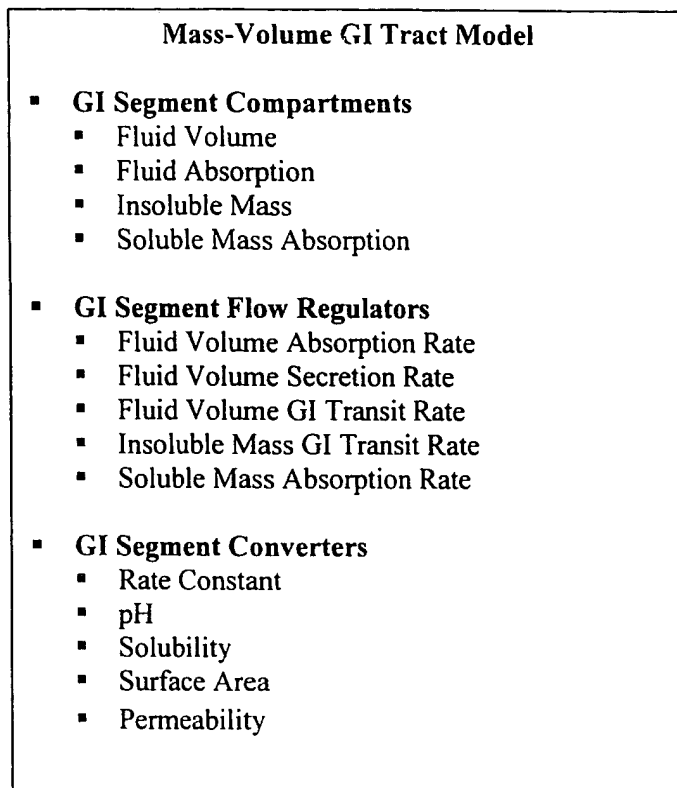 Mass-Volume GI Tract Model
▪ GI Segment Compartments
▪ Fluid Volume
▪ Fluid Absorption
▪ Insoluble Mass
▪ Soluble Mass Absorption
▪ GI Segment Flow Regulators
▪ Fluid Volume Absorption Rate
▪ Fluid Volume Secretion Rate
▪ Fluid Volume GI Transit Rate
▪ Insoluble Mass GI Transit Rate
▪ Soluble Mass Absorption Rate
▪ GI Segment Converters
▪ Rate Constant
▪ pH
▪ Solubility
▪ Surface Area
▪ Permeability